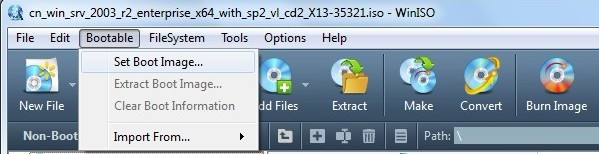 cn_win_srv_2003_r2_enterprise_x64_with_sp2_vl_cd2_X13-35321.iso - WinISO
File Edit Bootable FileSystem Tools Options Help
Set Boot Image...
Extract Boot Image...
Clear Boot Information
Import From...
New File dd Files Extract Make Convert Burn Image
Non-Boot Path: \